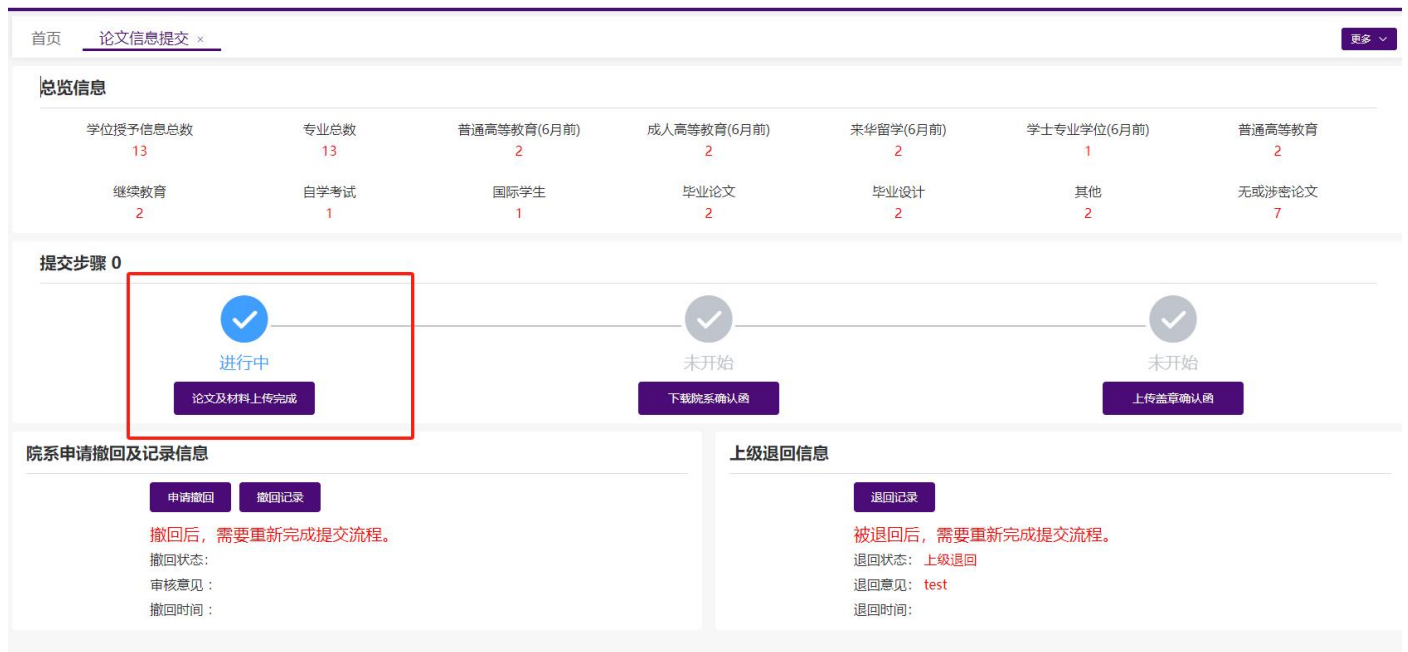 首页 论文信息提交 × 更多
总览信息
学位授予信息总数 专业总数 普通高等教育(6月前) 成人高等教育(6月前) 来华留学(6月前) 学士专业学位(6月前) 普通高等教育
13 13 2 2 2 1 2
继续教育 自学考试 国际学生 毕业论文 毕业设计 其他 无或涉密论文
2 1 1 2 2 2 7
提交步骤 0
进行中 未开始 未开始
论文及材料上传完成 下载院系确认函 上传盖章确认函
院系申请撤回及记录信息 上级退回信息
申请撤回 撤回记录 退回记录
撤回后，需要重新完成提交流程。 被退回后，需要重新完成提交流程。
撤回状态： 退回状态： 上级退回
审核意见： 退回意见： test
撤回时间： 退回时间：